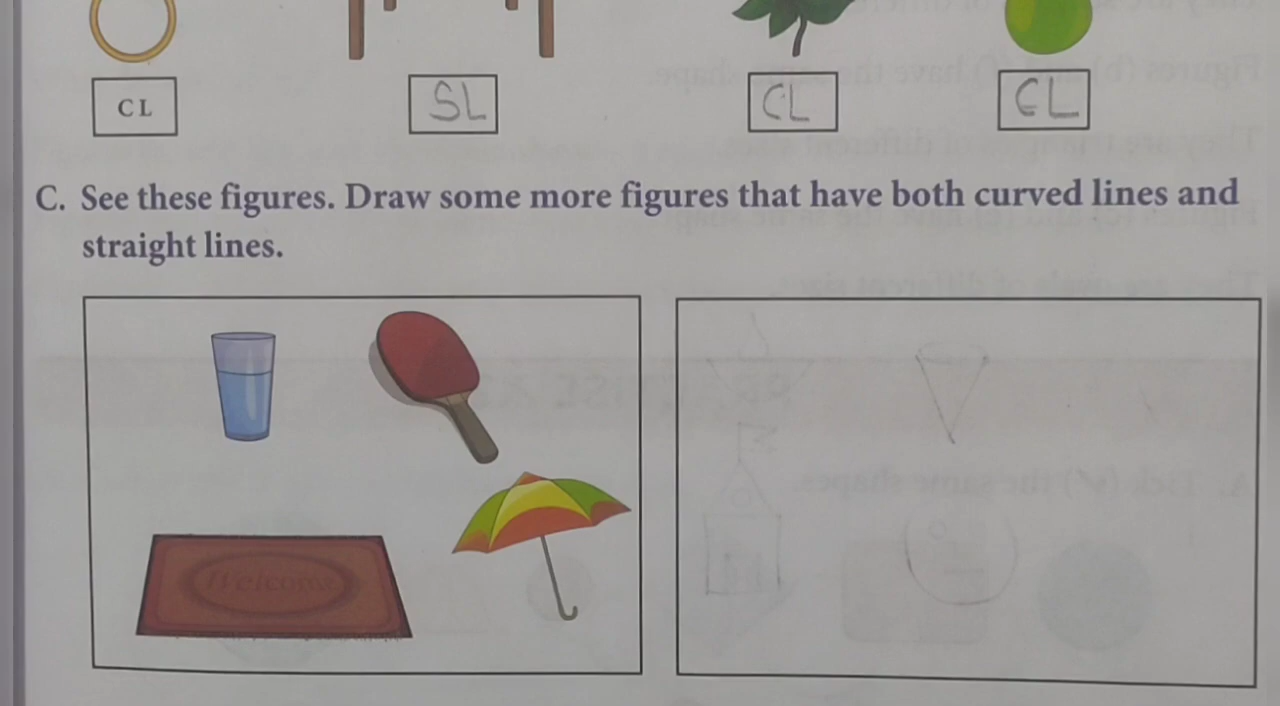 CL
SL
CL
CL
C. See these figures. Draw some more figures that have both curved lines and
straight lines.
Welcome